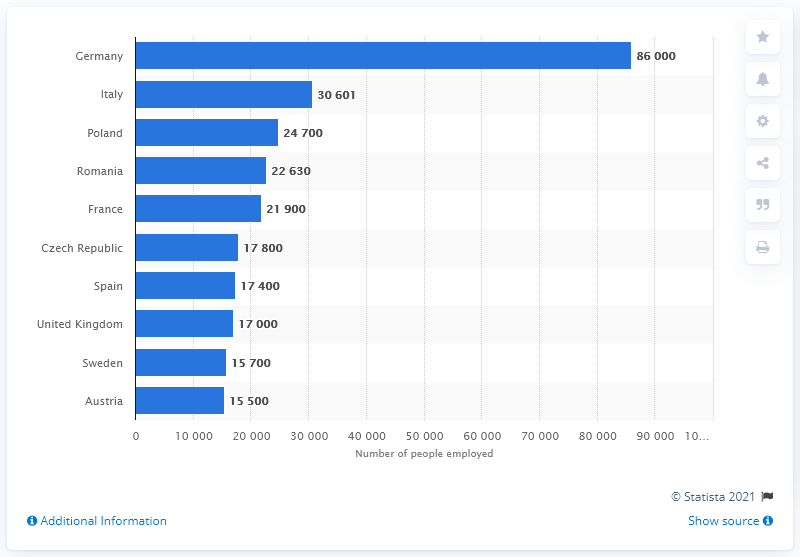 Germany 86 000
Italy 30 601
Poland 24 700
Romania 22 630
France 21 900
Czech Republic 17 800
Spain 17 400
United Kingdom 17 000
Sweden 15 700
Austria 15 500
0 10 000 20 000 30 000 40 000 50 000 60 000 70 000 80 000 90 000 10...
Number of people employed
© Statista 2021
Additional Information Show source